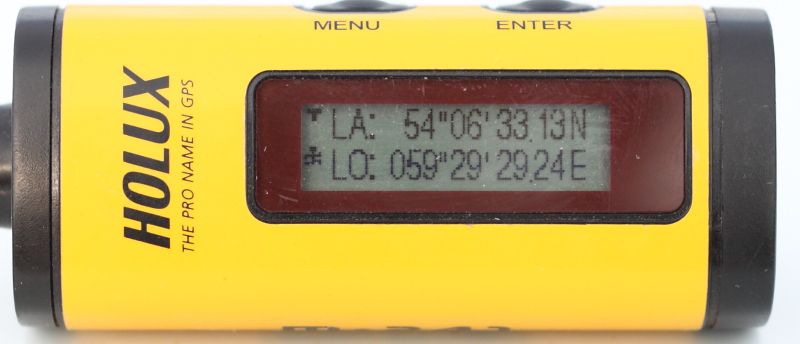 MENU ENTER
HOLUX
THE PRO NAME IN GPS
LA: 54"06'33.13N
LO: 059"29'29.24E